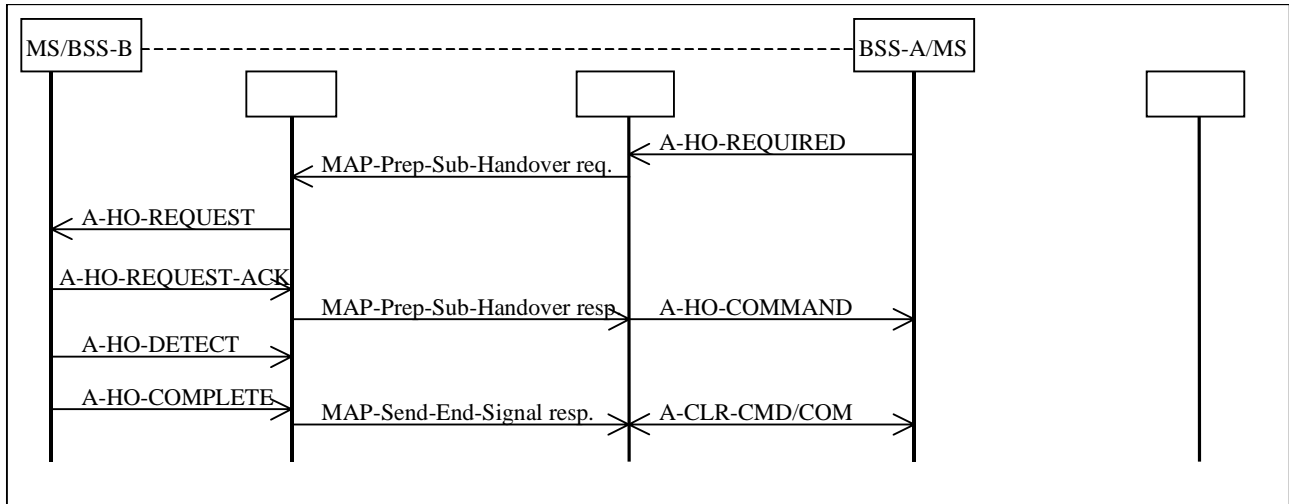 MS/BSS-B
BSS-A/MS
A-HO-REQUIRED
MAP-Prep-Sub-Handover req.
A-HO-REQUEST
A-HO-REQUEST-ACK
MAP-Prep-Sub-Handover resp
A-HO-COMMAND
A-HO-DETECT
A-HO-COMPLETE
MAP-Send-End-Signal resp.
A-CLR-CMD/COM